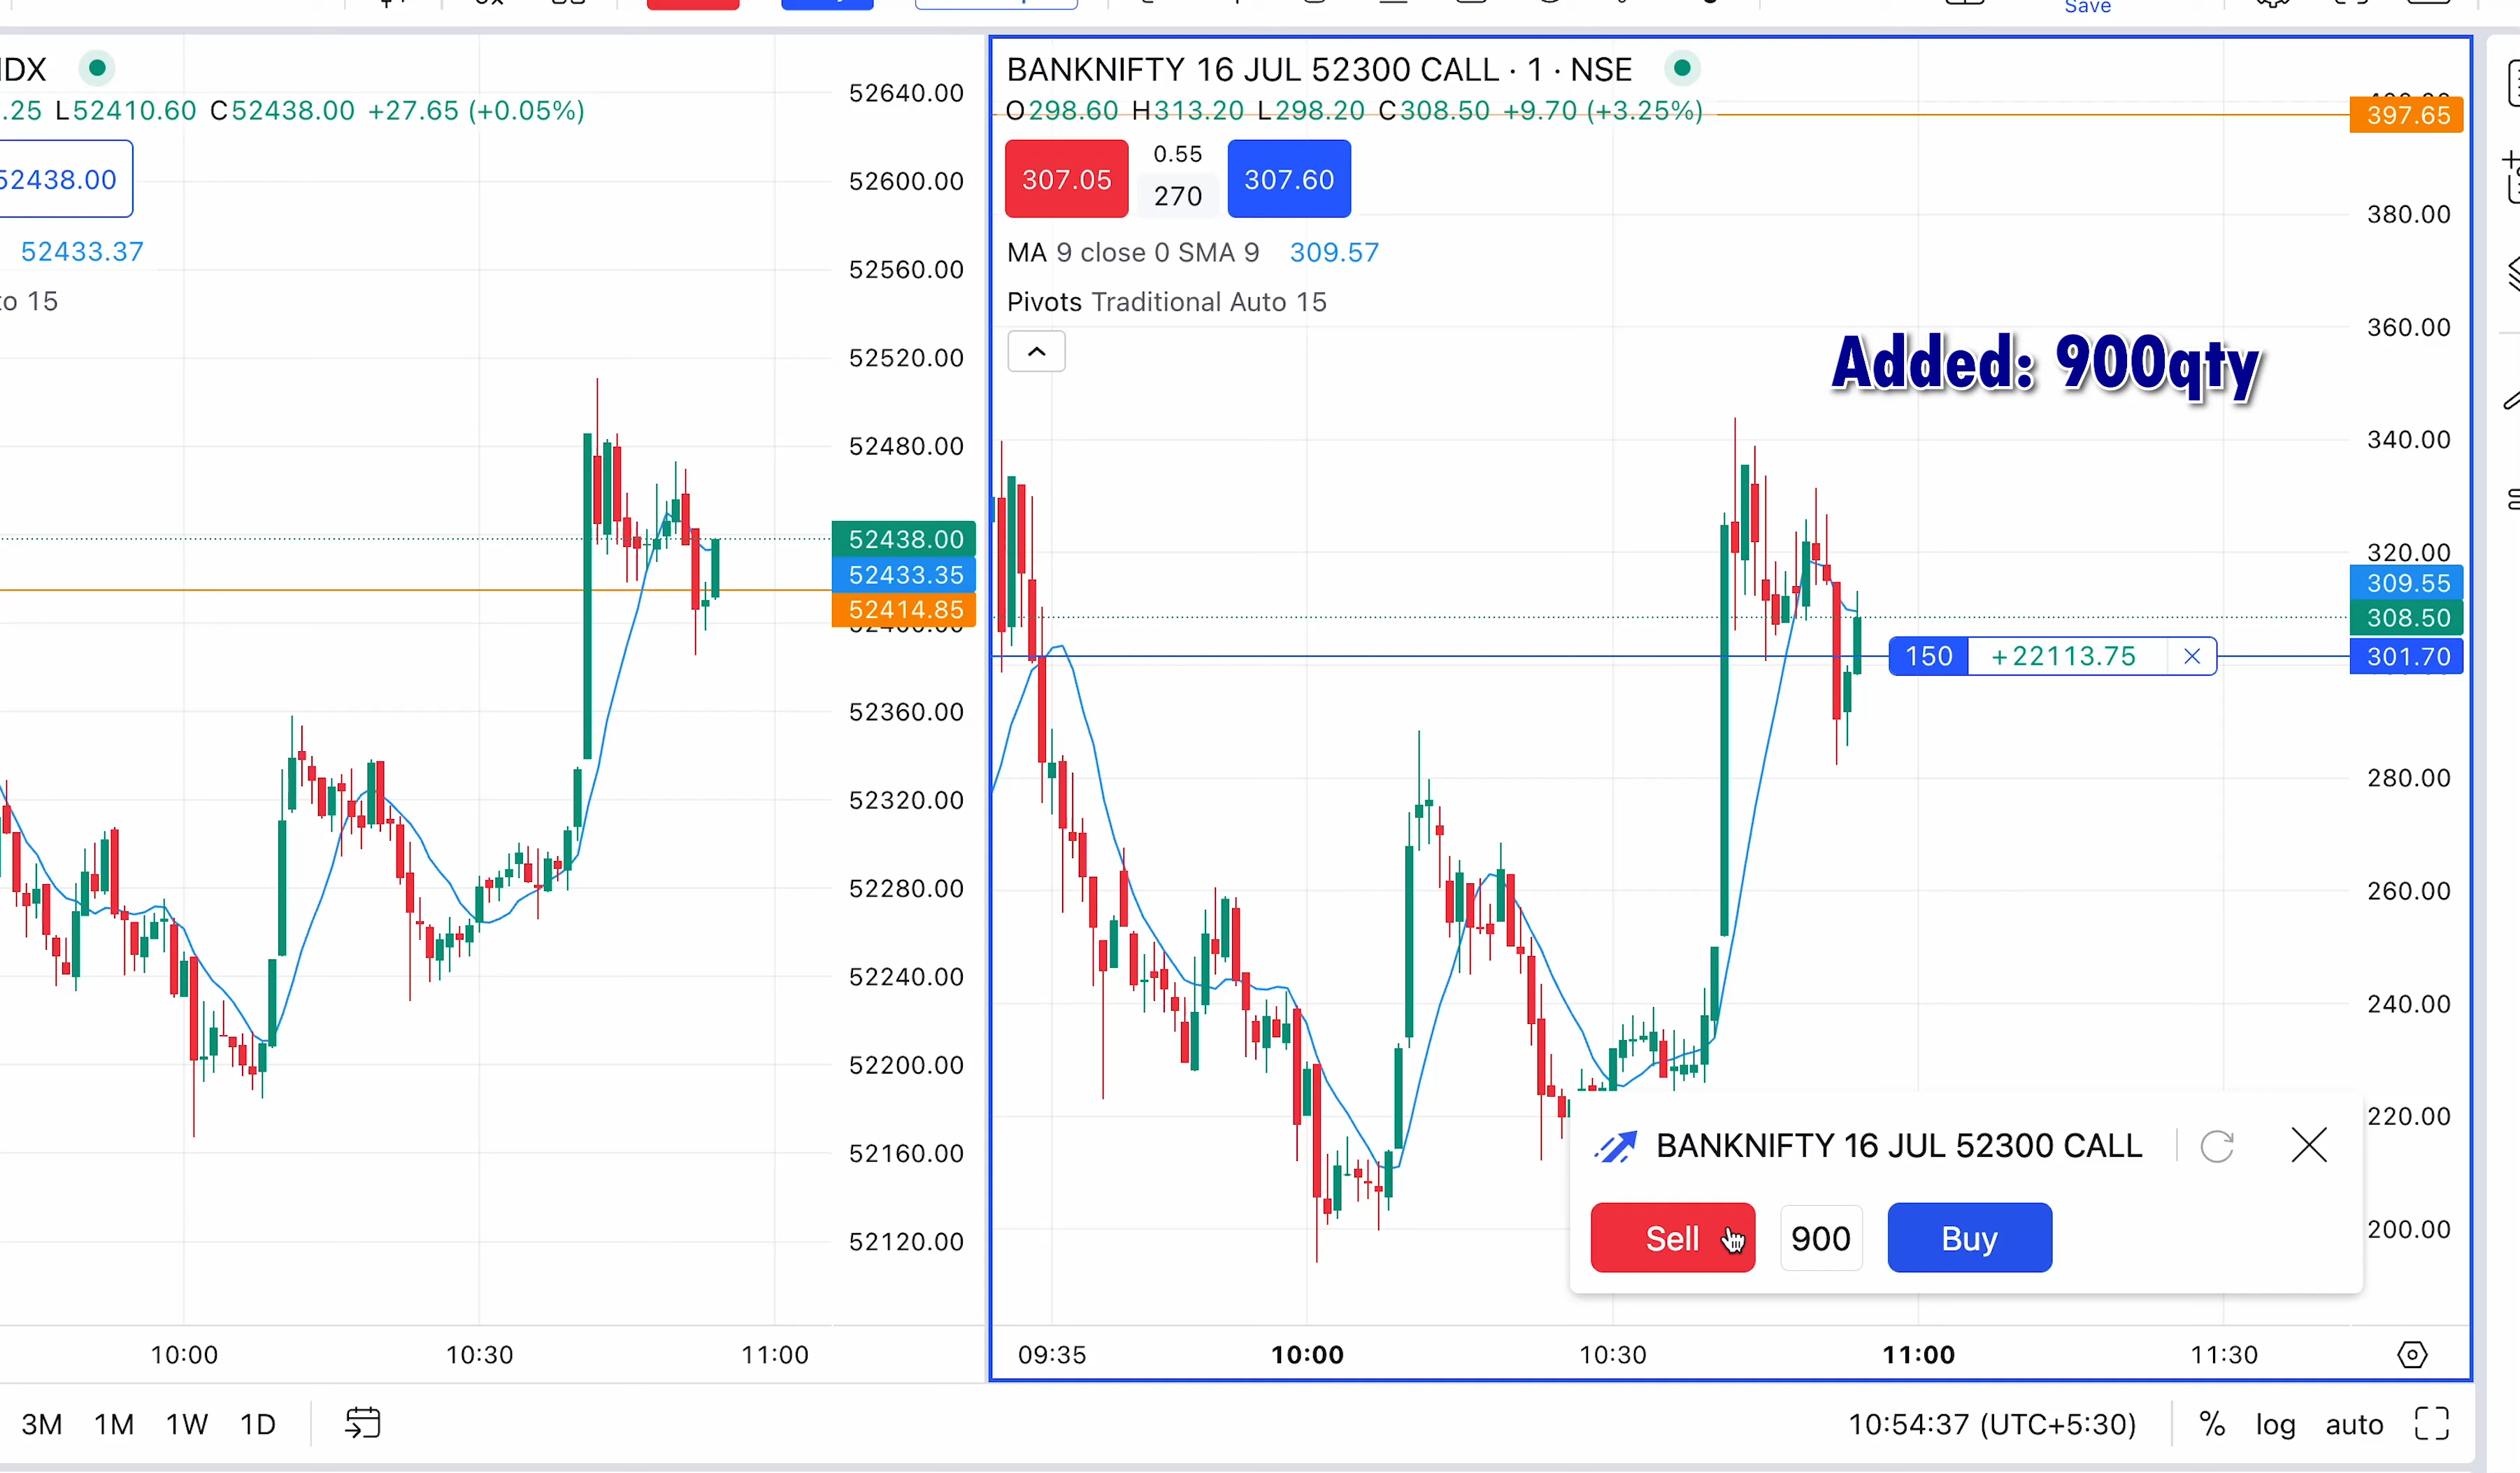 Save
IDX
.25 L52410.60 C52438.00 +27.65 (+0.05%)
52438.00
52433.37
to 15
52640.00
52600.00
52560.00
52520.00
52480.00
52438.00
52433.35
52414.85
52360.00
52320.00
52280.00
52240.00
52200.00
52160.00
52120.00
10:00 10:30 11:00
BANKNIFTY 16 JUL 52300 CALL · 1 · NSE
O298.60 H313.20 L298.20 C308.50 +9.70 (+3.25%)
307.05 0.55 270 307.60
MA 9 close 0 SMA 9 309.57
Pivots Traditional Auto 15
Added: 900qty
397.65
380.00
360.00
340.00
320.00
309.55
308.50
150 +22113.75 301.70
280.00
260.00
240.00
220.00
200.00
BANKNIFTY 16 JUL 52300 CALL
Sell 900 Buy
09:35 10:00 10:30 11:00 11:30
3M 1M 1W 1D
10:54:37 (UTC+5:30) % log auto